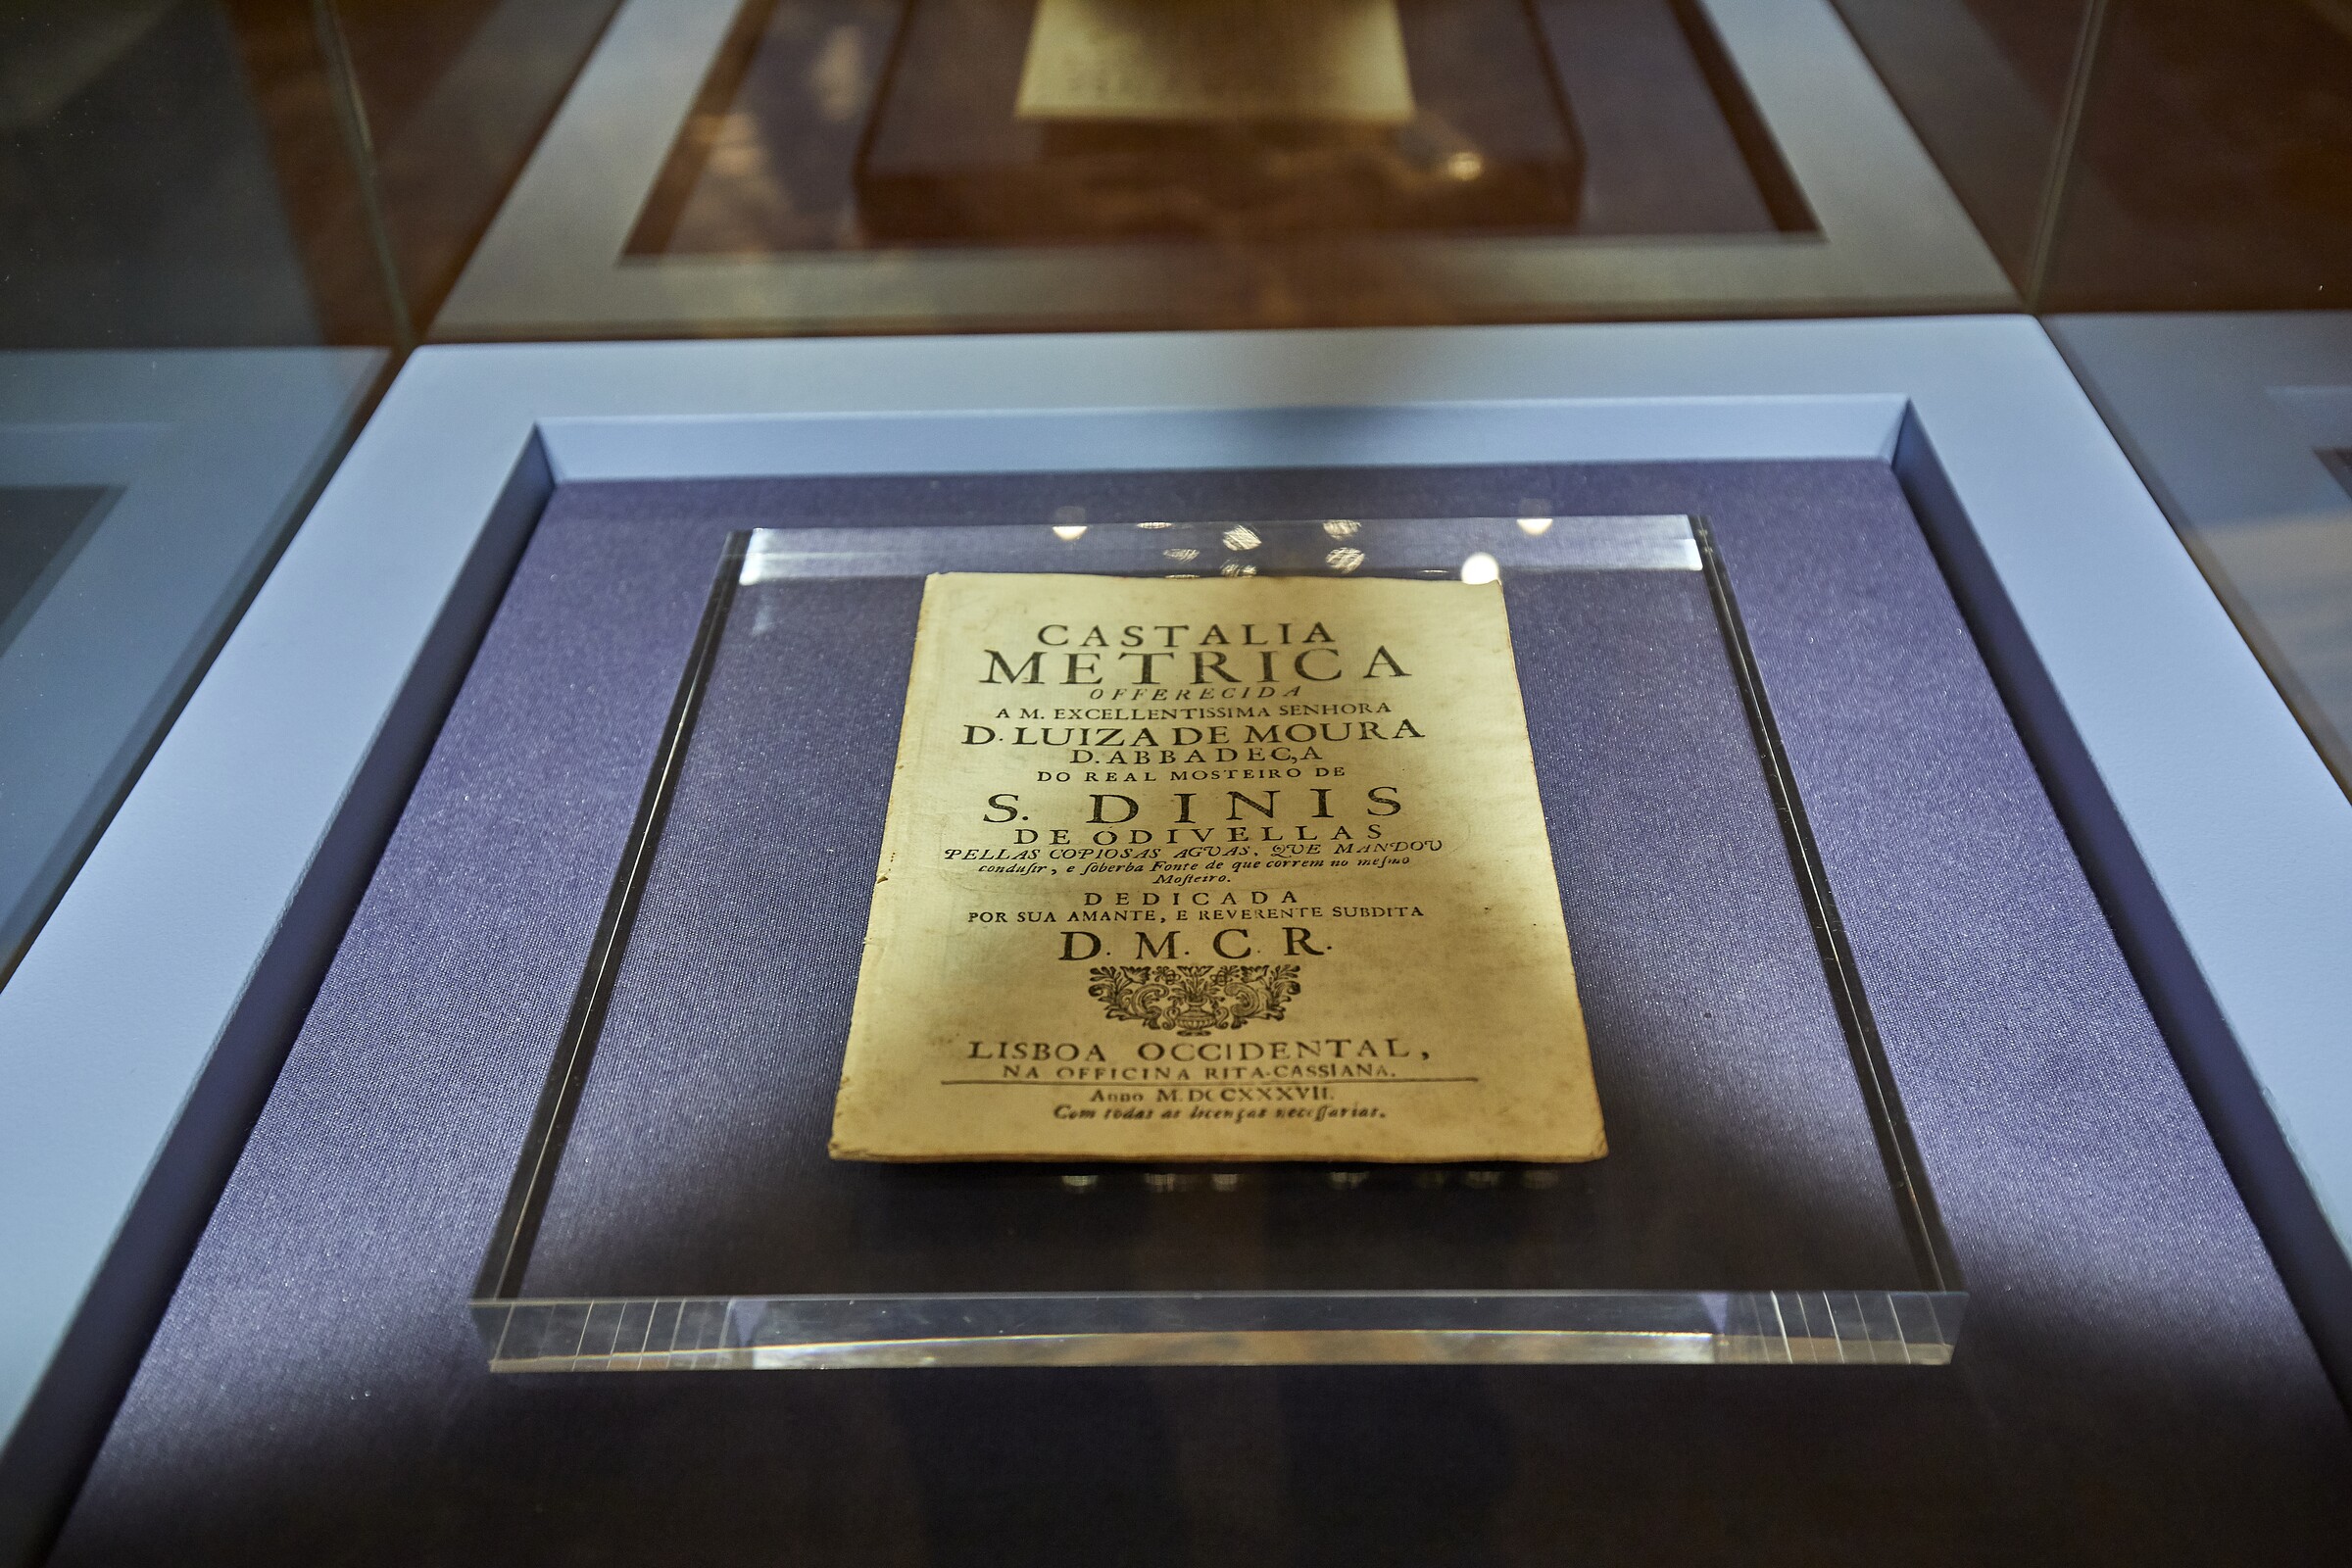 CASTALIA
METRICA
OFFERECIDA
A M. EXCELLENTISSIMA SENHORA
D. LUIZA DE MOURA
D. ABBADEÇA
DO REAL MOSTEIRO DE
S. DINIS
DE ODIVELLAS
PELLAS COPIOSAS AGUAS, QUE MANDOU
conduſir, e ſoberba Fonte de que correm no meſmo
Moſteiro.
DEDICADA
POR SUA AMANTE, E REVERENTE SUBDITA
D. M. C. R.
LISBOA OCCIDENTAL,
NA OFFICINA RITA-CASSIANA.
Anno M. DCCXXXVII.
Com todas as licenças neceſſarias.